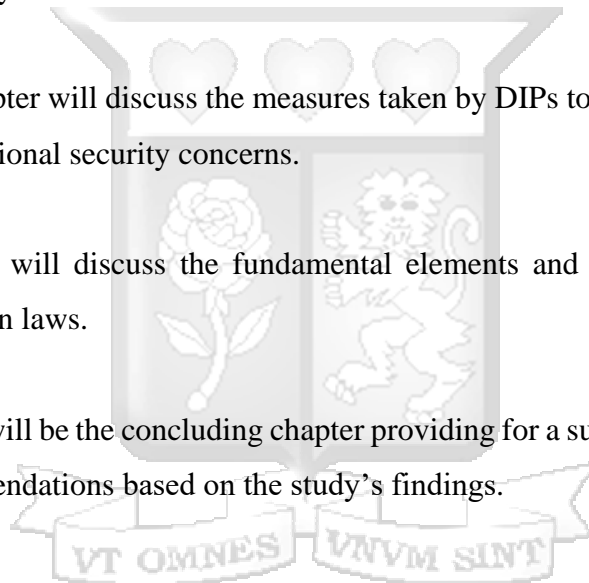 pter will discuss the measures taken by DIPs to
ional security concerns.
will discuss the fundamental elements and
n laws.
vill be the concluding chapter providing for a su
endations based on the study’s findings.
VT OMNES VNVM SINT